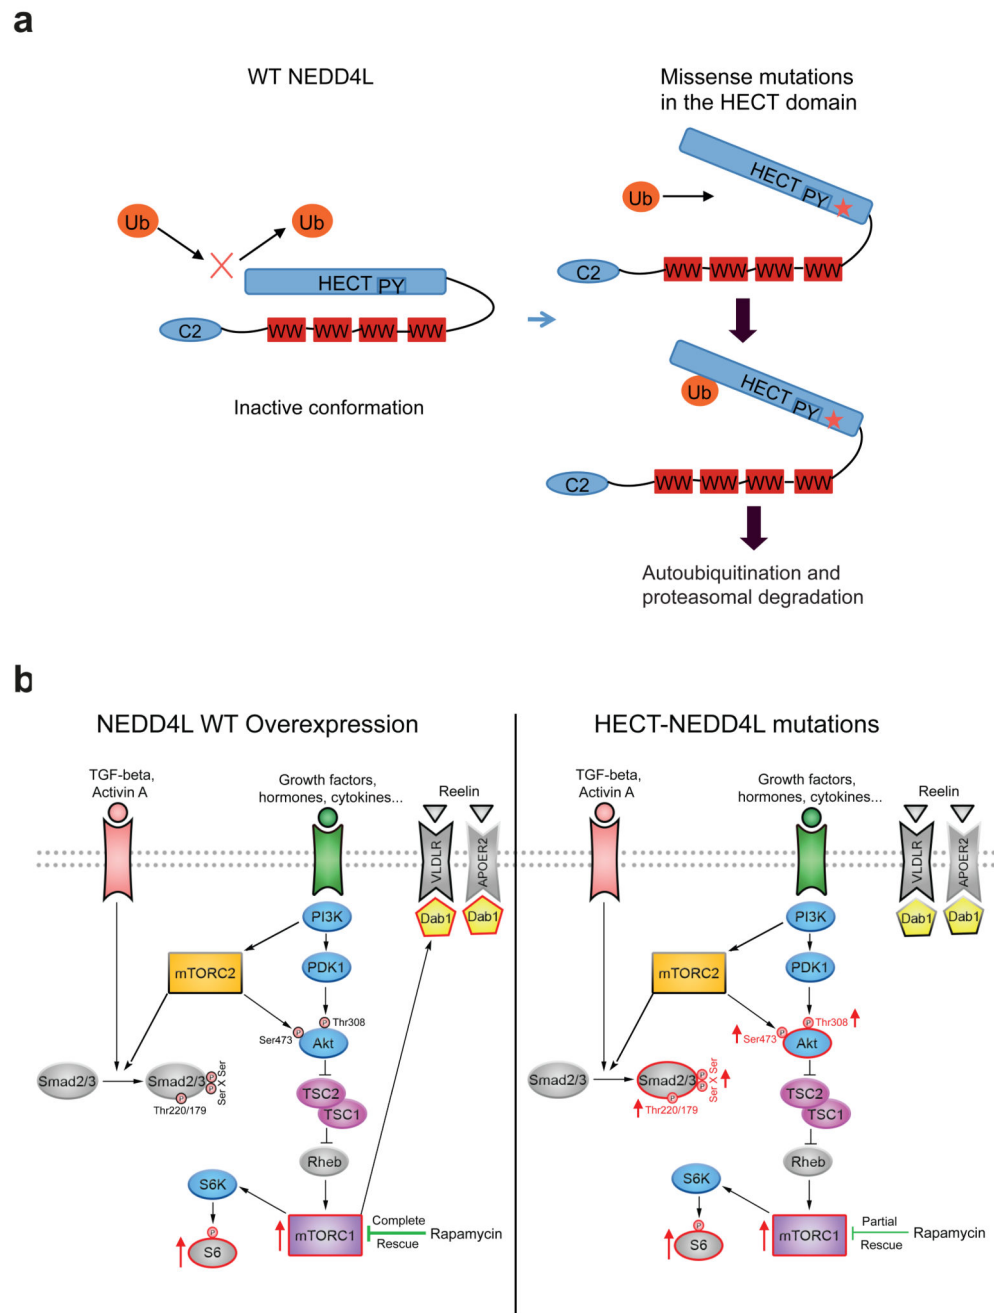 a
WT NEDD4L
Missense mutations
in the HECT domain
Ub
Ub
HECT PY
C2
WW WW WW WW
Inactive conformation
Ub
HECT PY
C2
WW WW WW WW
Ub
HECT PY
C2
WW WW WW WW
Autoubiquitination and
proteasomal degradation
b
NEDD4L WT Overexpression
TGF-beta,
Activin A
Growth factors,
hormones, cytokines...
Reelin
VLDLR
APOER2
Dab1
Dab1
PI3K
mTORC2
PDK1
P
Thr308
Ser473
P
Akt
Smad2/3
Smad2/3
P
P
Ser X Ser
P
Thr220/179
TSC2
TSC1
Rheb
S6K
P
S6
mTORC1
Complete
Rescue
Rapamycin
HECT-NEDD4L mutations
TGF-beta,
Activin A
Growth factors,
hormones, cytokines...
Reelin
VLDLR
APOER2
Dab1
Dab1
PI3K
mTORC2
PDK1
P
Thr308
Ser473
P
Akt
Smad2/3
Smad2/3
P
P
Ser X Ser
P
Thr220/179
TSC2
TSC1
Rheb
S6K
P
S6
mTORC1
Partial
Rescue
Rapamycin